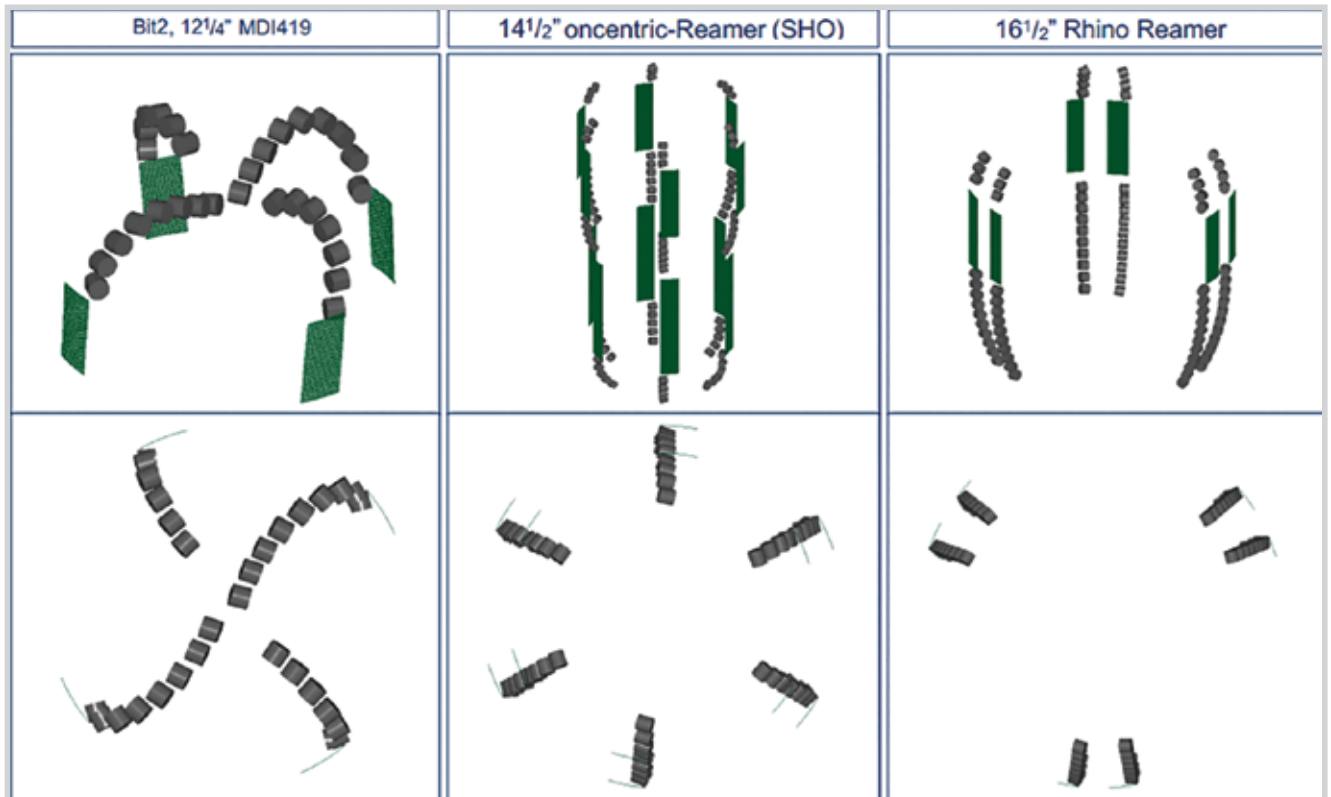 Bit2, 12¹/⁴" MDI419
14¹/²" oncentric-Reamer (SHO)
16¹/²" Rhino Reamer